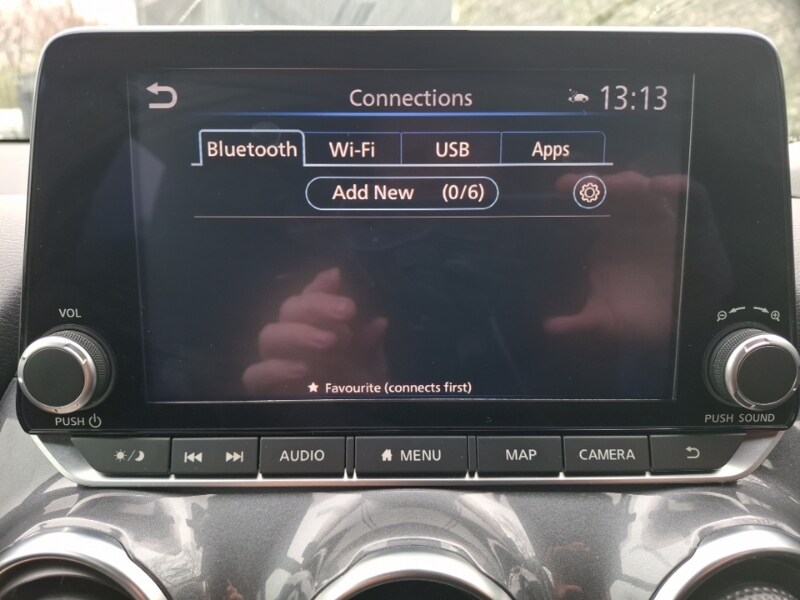 Connections 13:13
Bluetooth Wi-Fi USB Apps
Add New (0/6)
★ Favourite (connects first)
VOL
PUSH
PUSH SOUND
AUDIO MENU MAP CAMERA